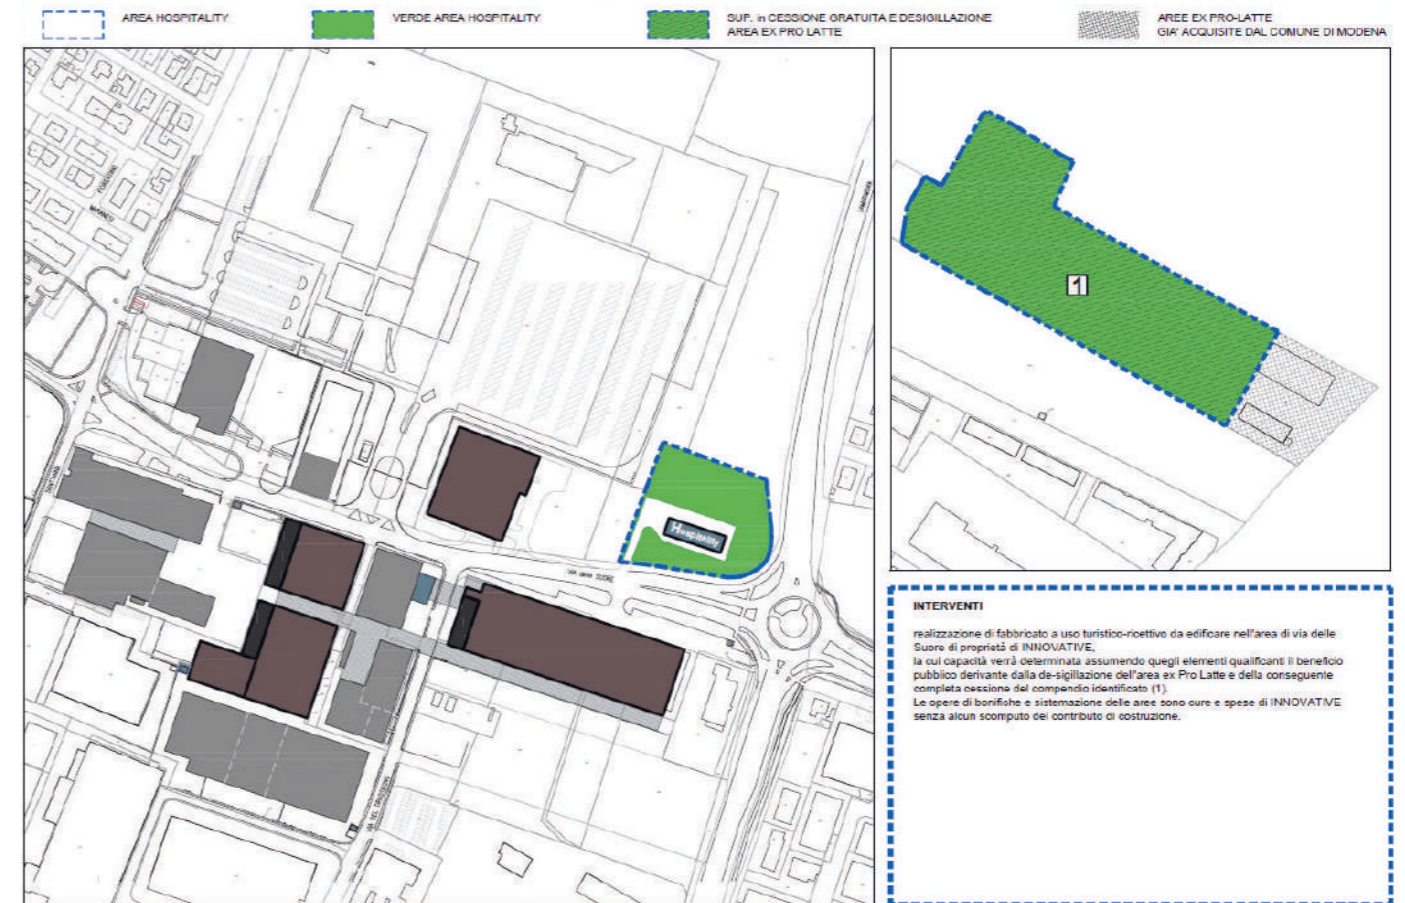 AREA HOSPITALITY
VERDE AREA HOSPITALITY
SUP. in CESSIONE GRATUITA E DESIGILLAZIONE
AREA EX PRO LATTE
AREE EX PRO-LATTE
GIA' ACQUISITE DAL COMUNE DI MODENA
1
Hospitality
VIA delle SUORE
INTERVENTI
realizzazione di fabbricato a uso turistico-ricettivo da edificare nell'area di via delle
Suore di proprietà di INNOVATIVE,
la cui capacità verrà determinata assumendo quegli elementi qualificanti il beneficio
pubblico derivante dalla de-sigillazione dell'area ex Pro Latte e della conseguente
completa cessione del compendio identificato (1).
Le opere di bonifiche e sistemazione delle aree sono cure e spese di INNOVATIVE
senza alcun scomputo del contributo di costruzione.